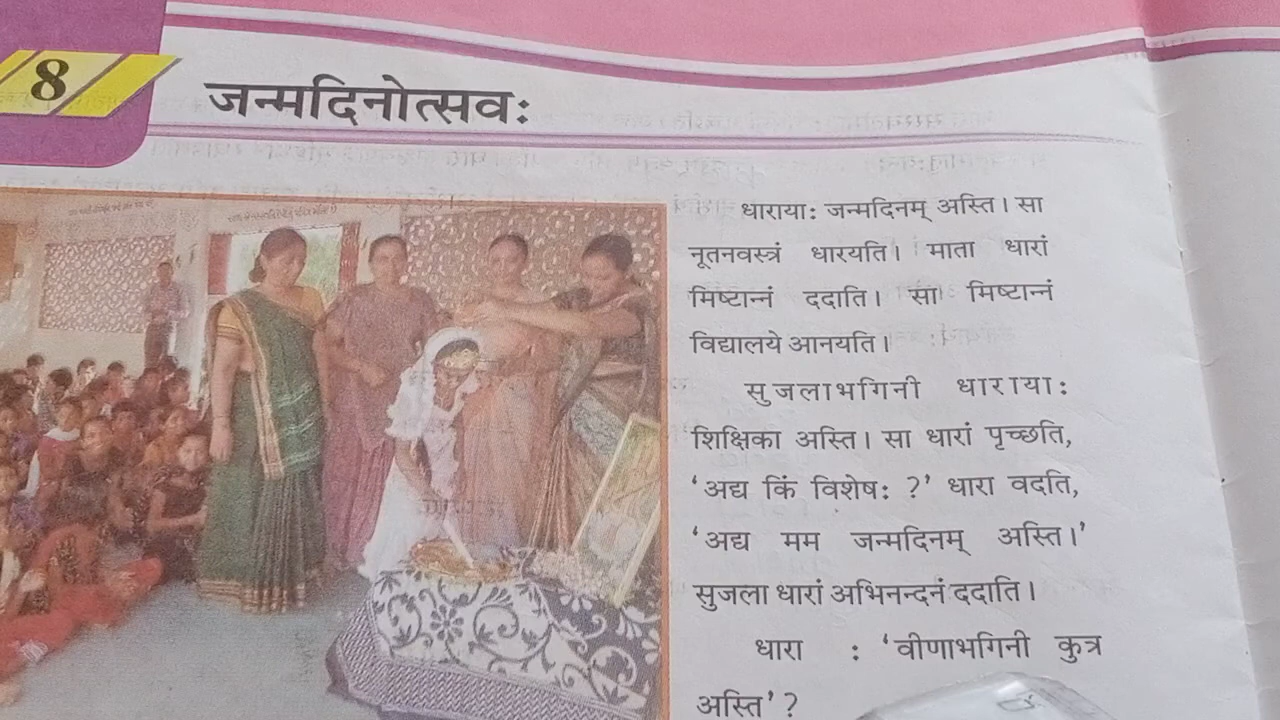 8
जन्मदिनोत्सवः
धारायाः जन्मदिनम् अस्ति। सा
नूतनवस्त्रं धारयति। माता धारां
मिष्टान्नं ददाति। सा मिष्टान्नं
विद्यालये आनयति।
सुजलाभगिनी धारायाः
शिक्षिका अस्ति। सा धारां पृच्छति,
‘अद्य किं विशेषः ?’ धारा वदति,
‘अद्य मम जन्मदिनम् अस्ति।’
सुजला धारां अभिनन्दनं ददाति।
धारा : ‘वीणाभगिनी कुत्र
अस्ति’ ?